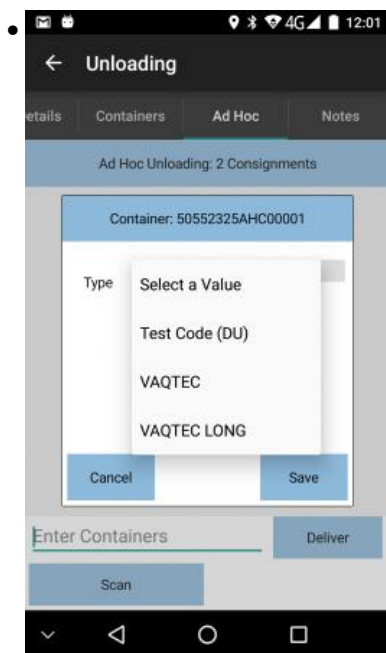 4G 12:01
Unloading
etails Containers Ad Hoc Notes
Ad Hoc Unloading: 2 Consignments
Container: 50552325AHC00001
Type
Select a Value
Test Code (DU)
VAQTEC
VAQTEC LONG
Cancel Save
Enter Containers Deliver
Scan